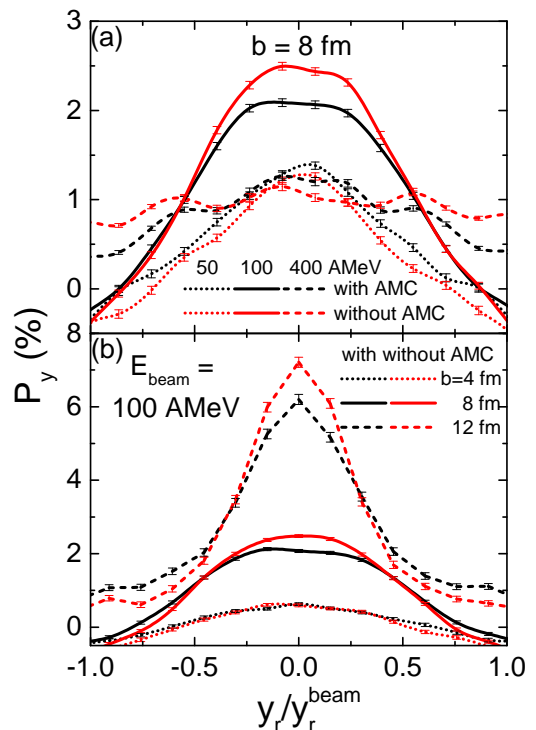 (a)
b = 8 fm
3
2
1
0
50 100 400 AMeV
with AMC
without AMC
P_y (%)
(b)
E_beam =
100 AMeV
with without AMC
b=4 fm
8 fm
12 fm
8
6
4
2
0
-1.0 -0.5 0.0 0.5 1.0
y_r/y_r^beam